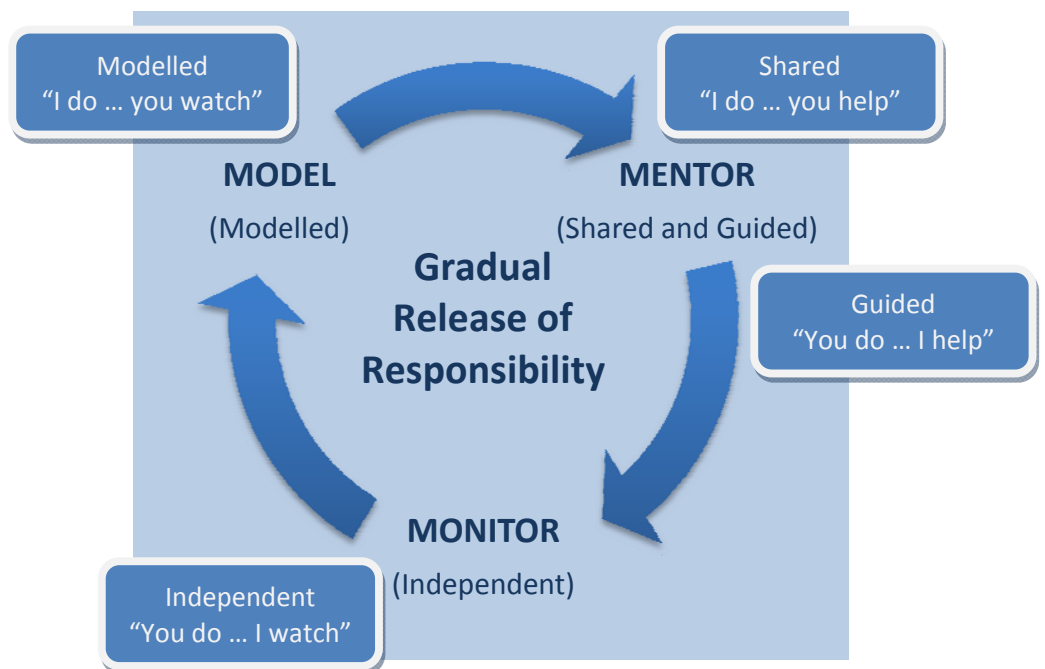 Modelled
“I do … you watch”
Shared
“I do … you help”
MODEL
(Modelled)
MENTOR
(Shared and Guided)
Gradual
Release of
Responsibility
Guided
“You do … I help”
MONITOR
(Independent)
Independent
“You do … I watch”